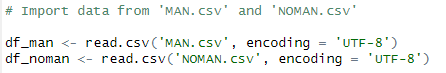 # Import data from 'MAN.csv' and 'NOMAN.csv'
df_man <- read.csv('MAN.csv', encoding = 'UTF-8')
df_noman <- read.csv('NOMAN.csv', encoding = 'UTF-8')